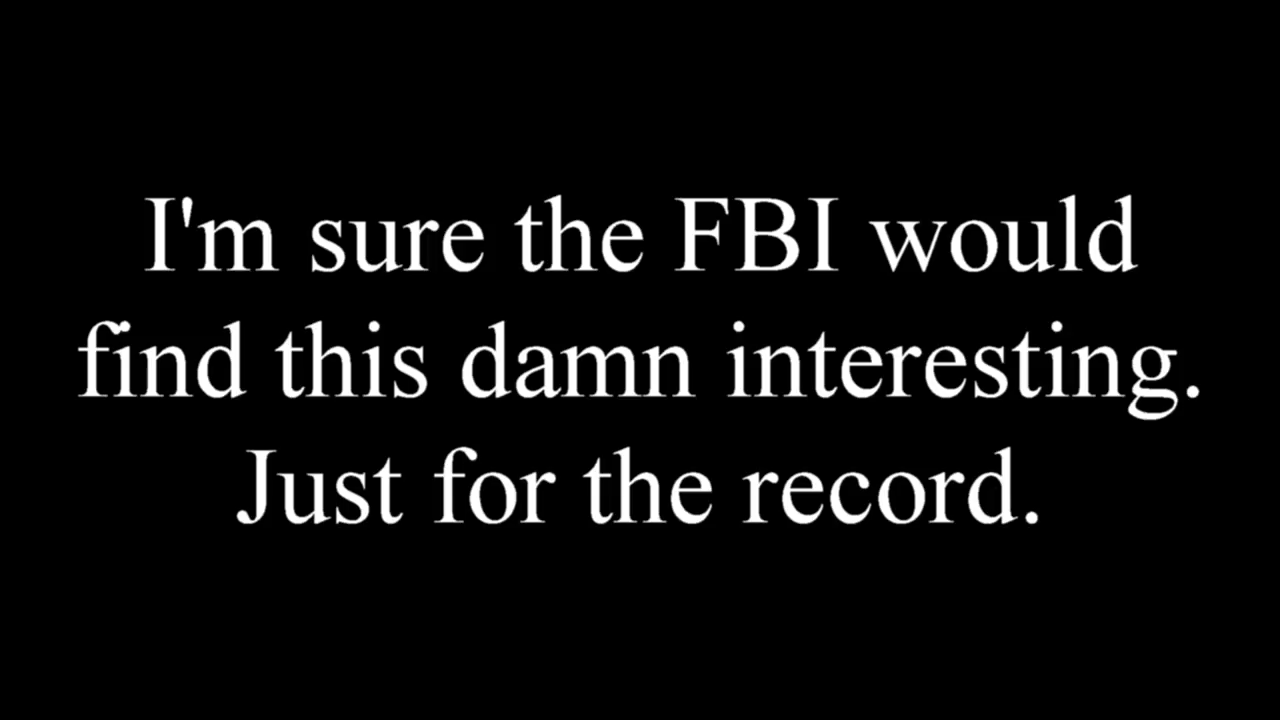 I'm sure the FBI would
find this damn interesting.
Just for the record.